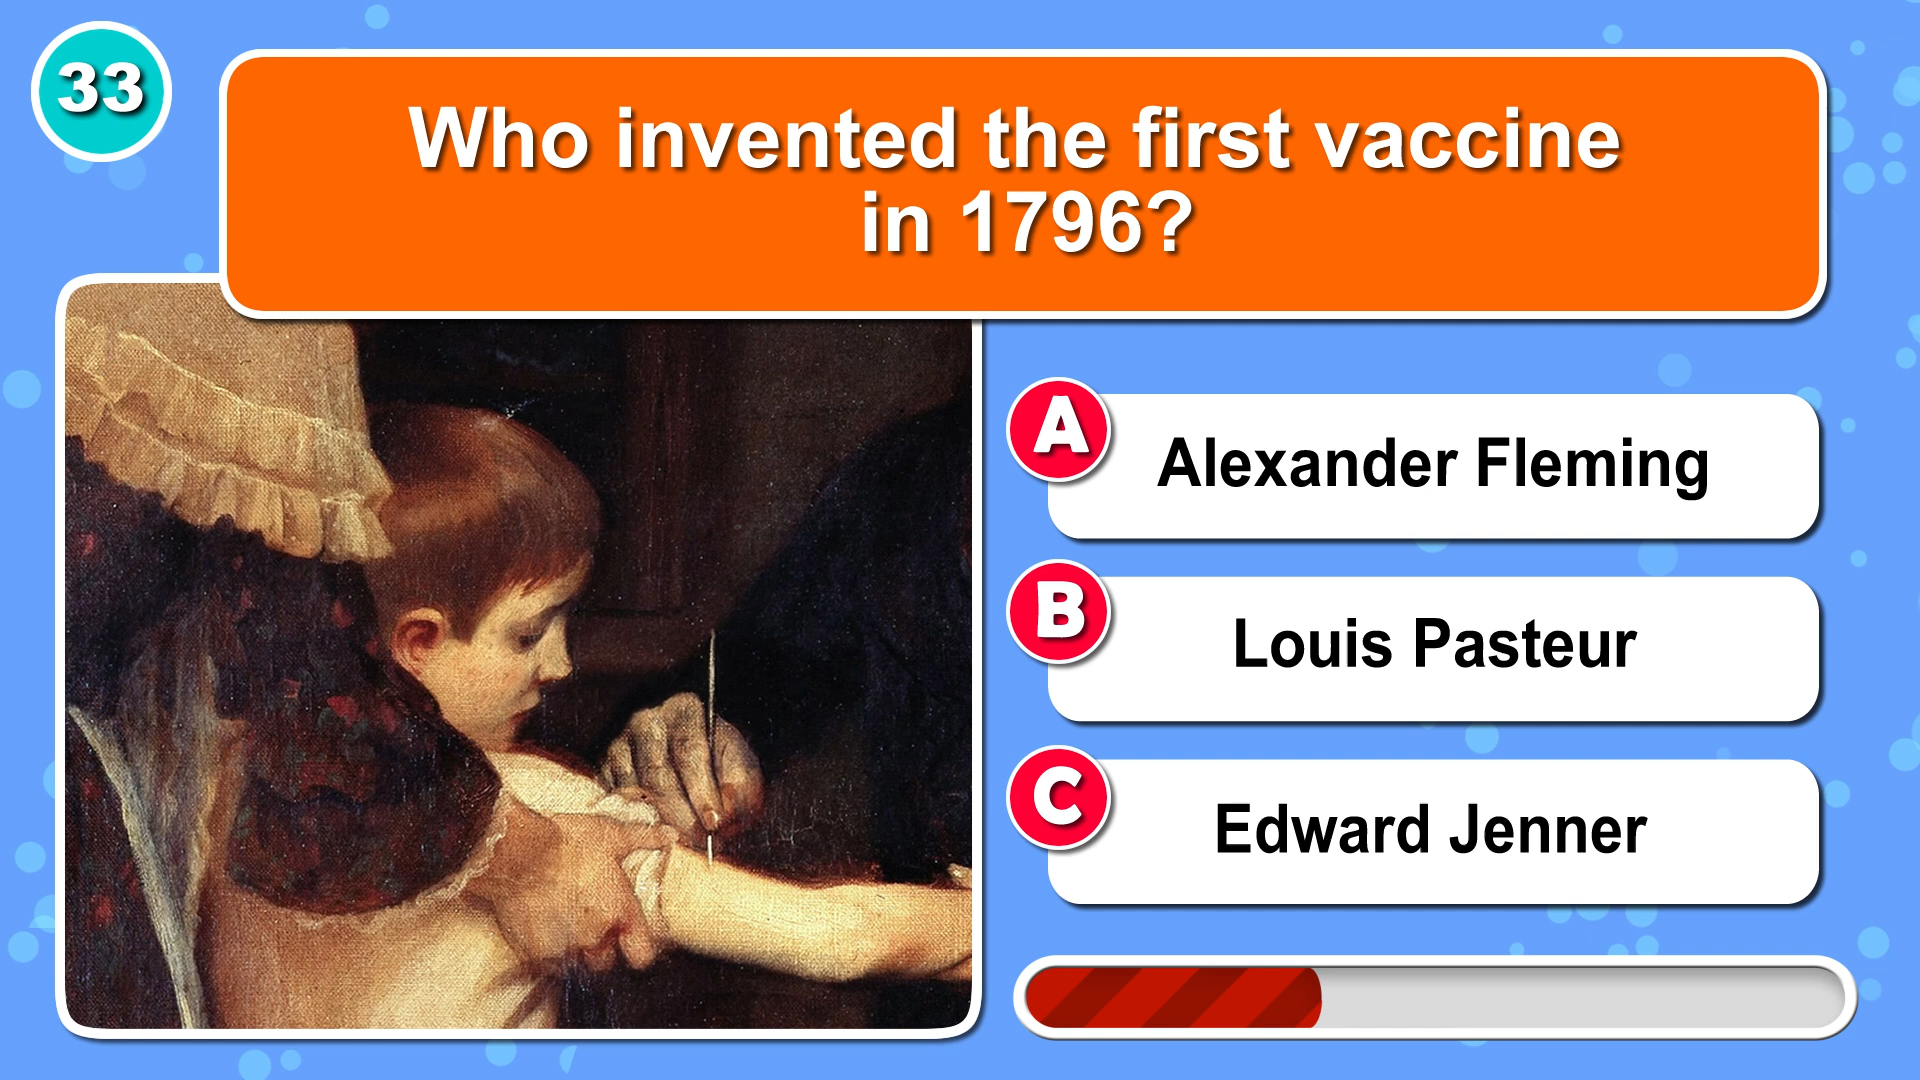 33
Who invented the first vaccine
in 1796?
A
Alexander Fleming
B
Louis Pasteur
C
Edward Jenner